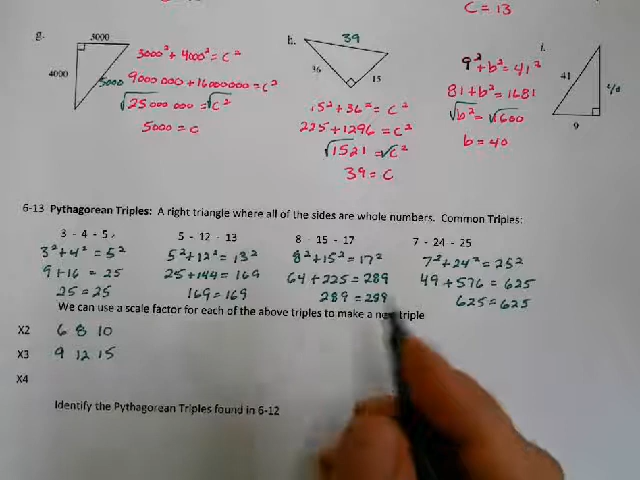 C = 13
g.
3000
4000
5000
3000² + 4000² = c²
9000000 + 16000000 = c²
√25000000 = √c²
5000 = c
h.
39
36
15
15² + 36² = c²
225 + 1296 = c²
√1521 = √c²
39 = c
i.
41
40
9
9² + b² = 41²
81 + b² = 1681
√b² = √1600
b = 40
6-13 Pythagorean Triples: A right triangle where all of the sides are whole numbers. Common Triples:
3 - 4 - 5 5 - 12 - 13 8 - 15 - 17 7 - 24 - 25
3² + 4² = 5² 5² + 12² = 13² 8² + 15² = 17² 7² + 24² = 25²
9 + 16 = 25 25 + 144 = 169 64 + 225 = 289 49 + 576 = 625
25 = 25 169 = 169 289 = 289 625 = 625
We can use a scale factor for each of the above triples to make a new triple
X2 6 8 10
X3 9 12 15
X4
Identify the Pythagorean Triples found in 6-12